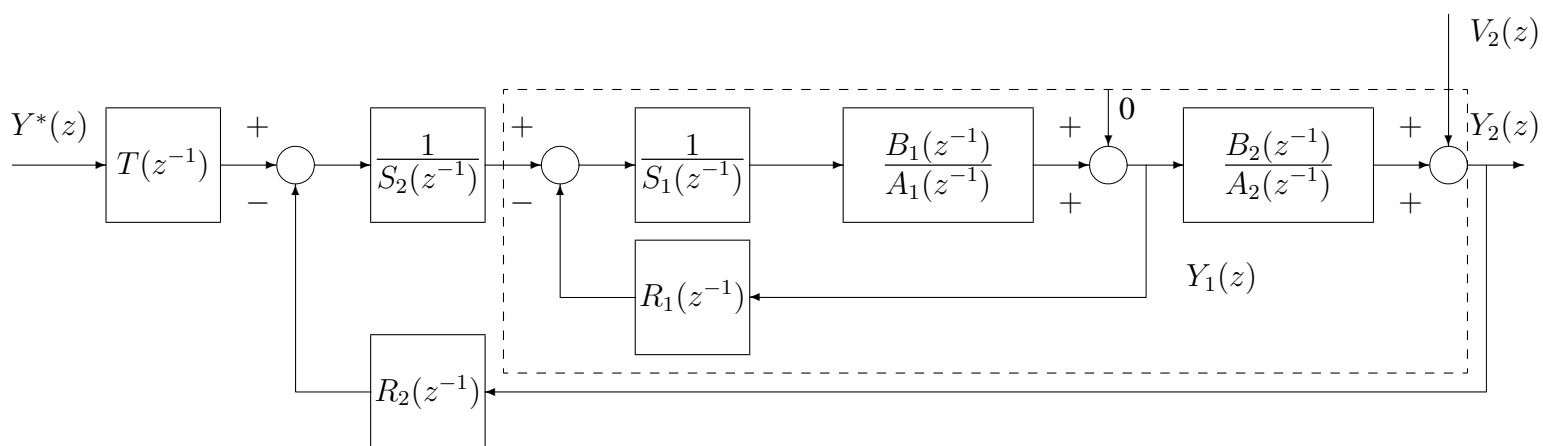 V_2(z)
0
Y^*(z)
T(z^{-1})
+
−
1
S_2(z^{-1})
+
−
1
S_1(z^{-1})
B_1(z^{-1})
A_1(z^{-1})
+
+
B_2(z^{-1})
A_2(z^{-1})
+
+
Y_2(z)
R_1(z^{-1})
Y_1(z)
R_2(z^{-1})